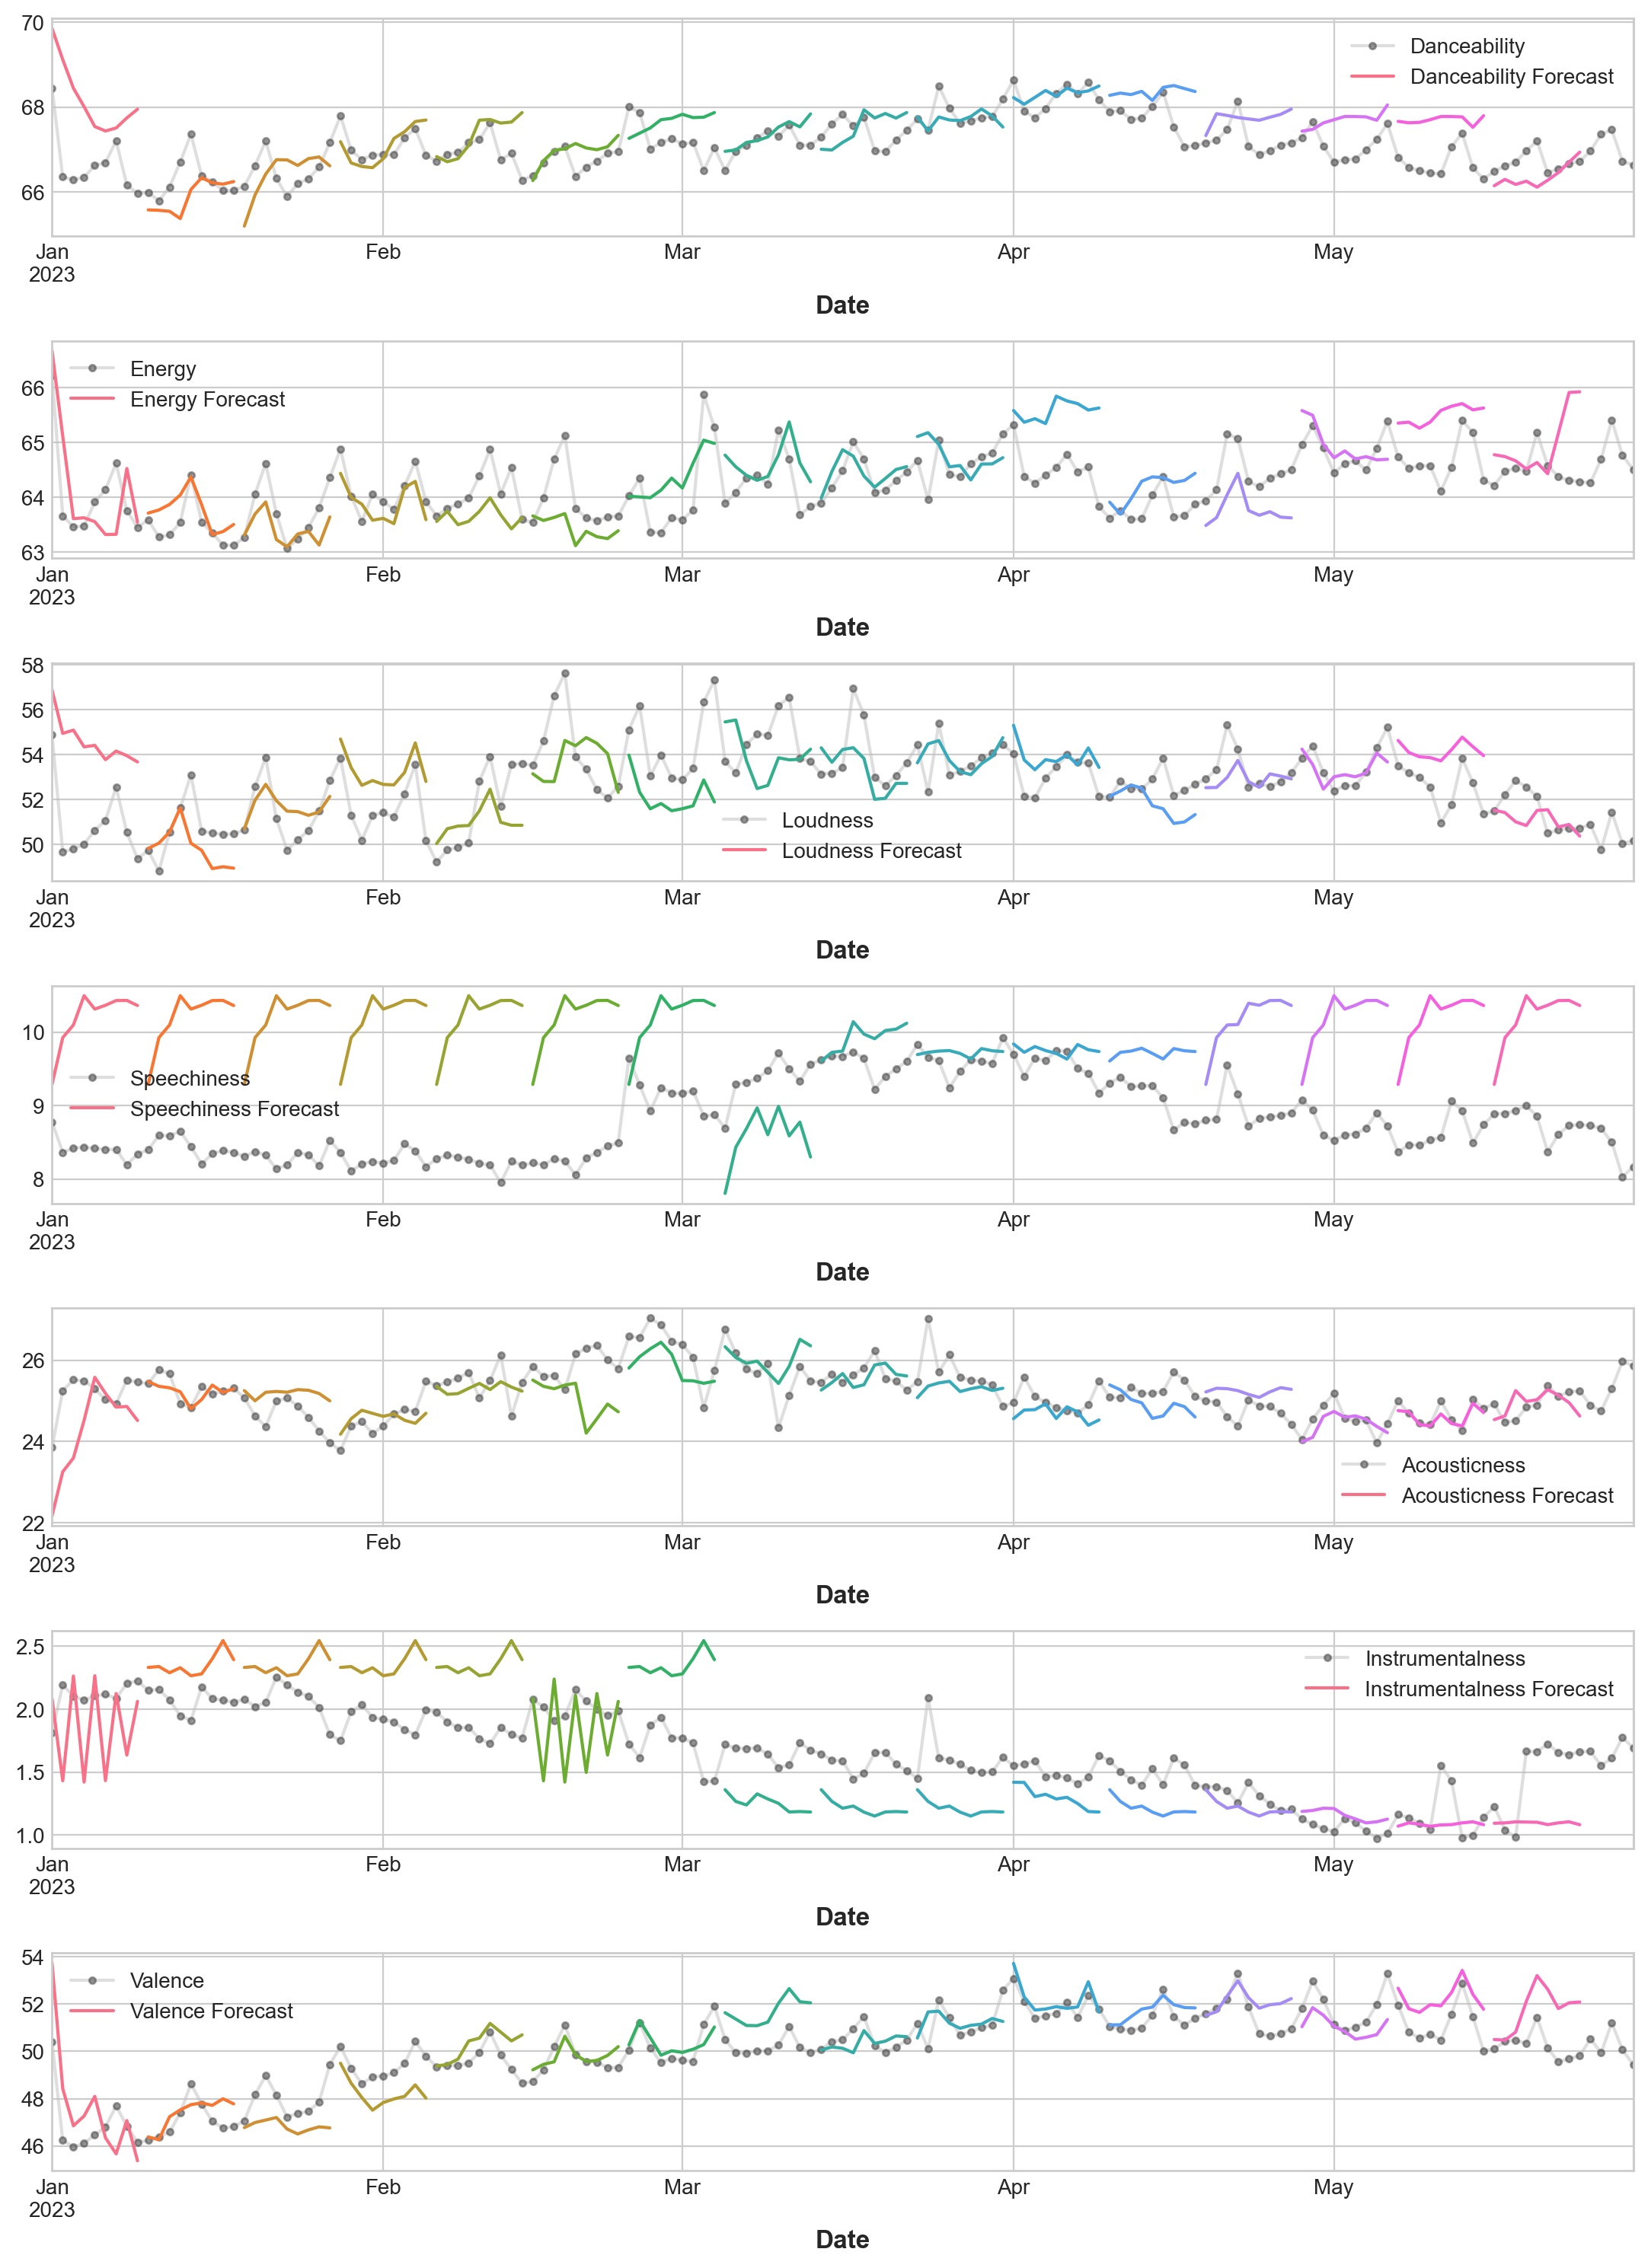 70
68
66
Danceability
Danceability Forecast
Jan
2023
Feb
Mar
Apr
May
Date
66
65
64
63
Energy
Energy Forecast
Jan
2023
Feb
Mar
Apr
May
Date
58
56
54
52
50
Loudness
Loudness Forecast
Jan
2023
Feb
Mar
Apr
May
Date
10
9
8
Speechiness
Speechiness Forecast
Jan
2023
Feb
Mar
Apr
May
Date
26
24
22
Acousticness
Acousticness Forecast
Jan
2023
Feb
Mar
Apr
May
Date
2.5
2.0
1.5
1.0
Instrumentalness
Instrumentalness Forecast
Jan
2023
Feb
Mar
Apr
May
Date
54
52
50
48
46
Valence
Valence Forecast
Jan
2023
Feb
Mar
Apr
May
Date